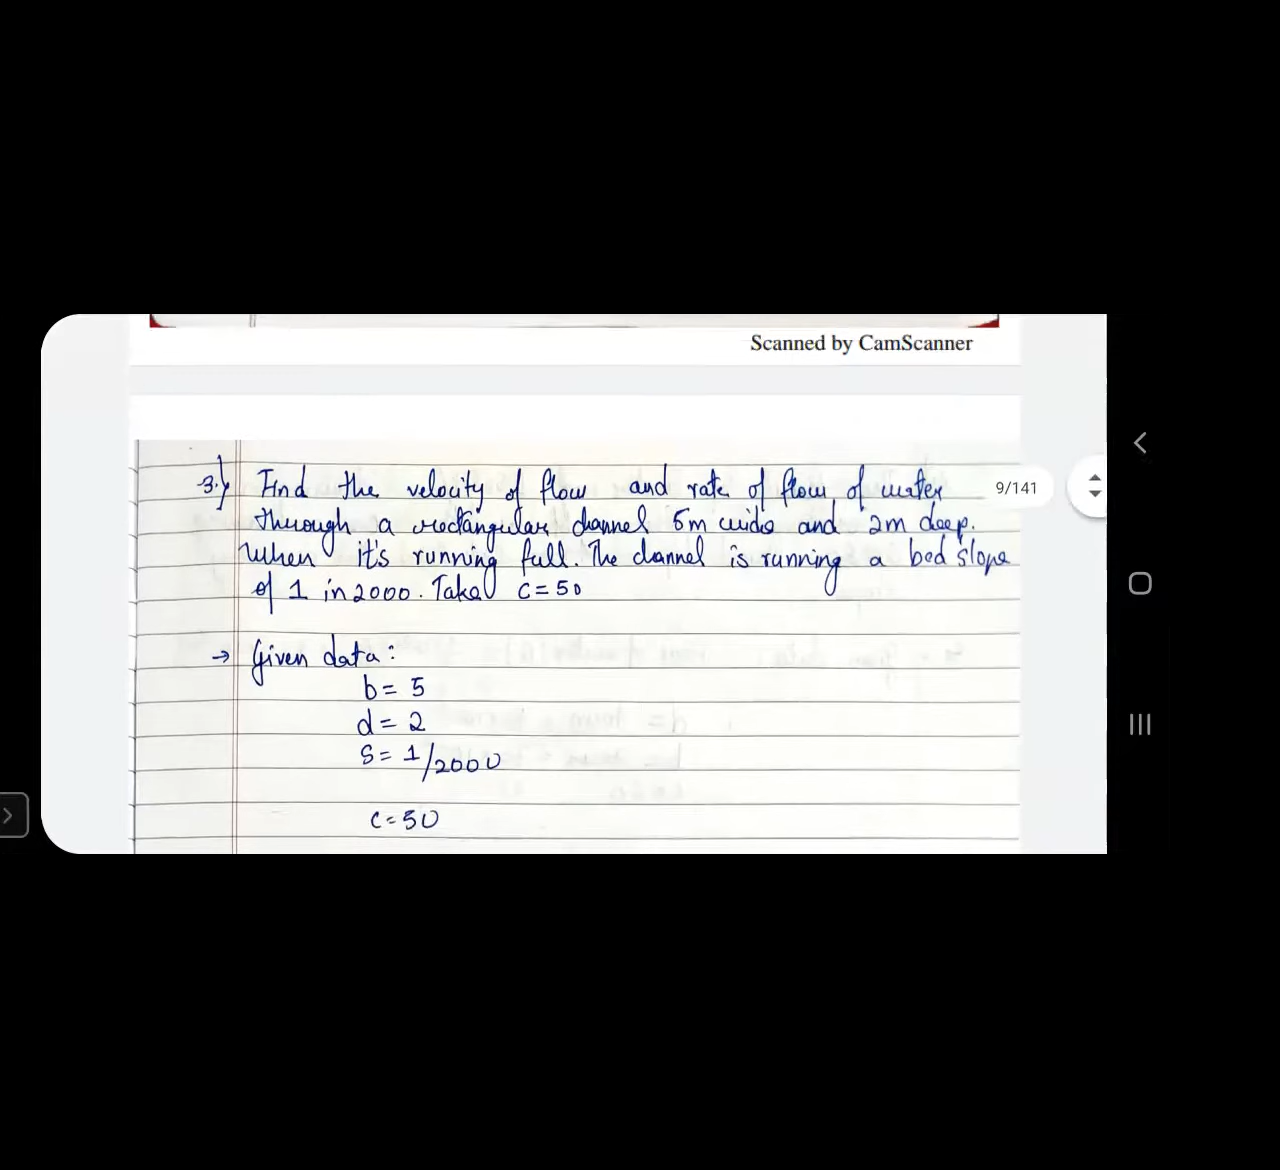 Scanned by CamScanner
9/141
3.) Find the velocity of flow and rate of flow of water
through a rectangular channel 5m wide and 2m deep.
When it's running full. The channel is running a bed slope
of 1 in 2000. Take C = 50
→ Given data:
b = 5
d = 2
S = 1/2000
C = 50